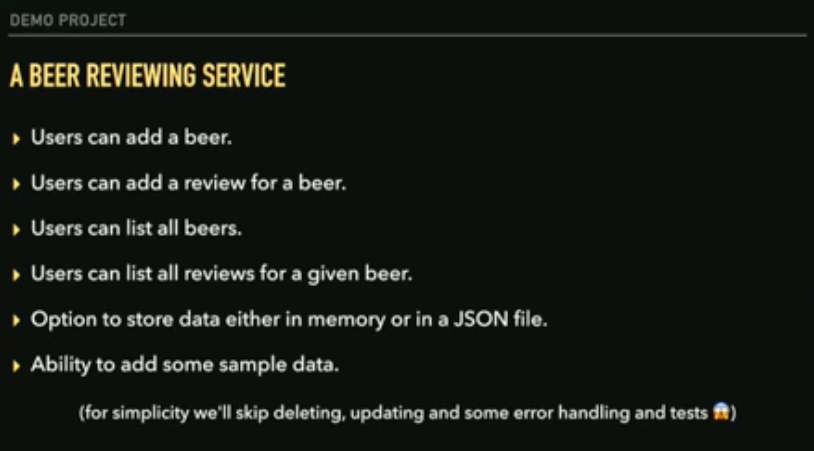 DEMO PROJECT
A BEER REVIEWING SERVICE
Users can add a beer.
Users can add a review for a beer.
Users can list all beers.
Users can list all reviews for a given beer.
Option to store data either in memory or in a JSON file.
Ability to add some sample data.
(for simplicity we'll skip deleting, updating and some error handling and tests 😱)